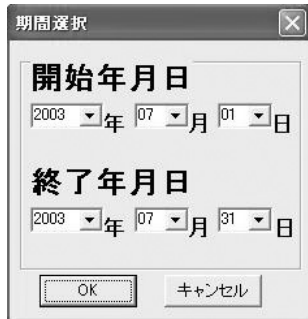 期間選択
開始年月日
2003 年 07 月 01 日
終了年月日
2003 年 07 月 31 日
OK キャンセル